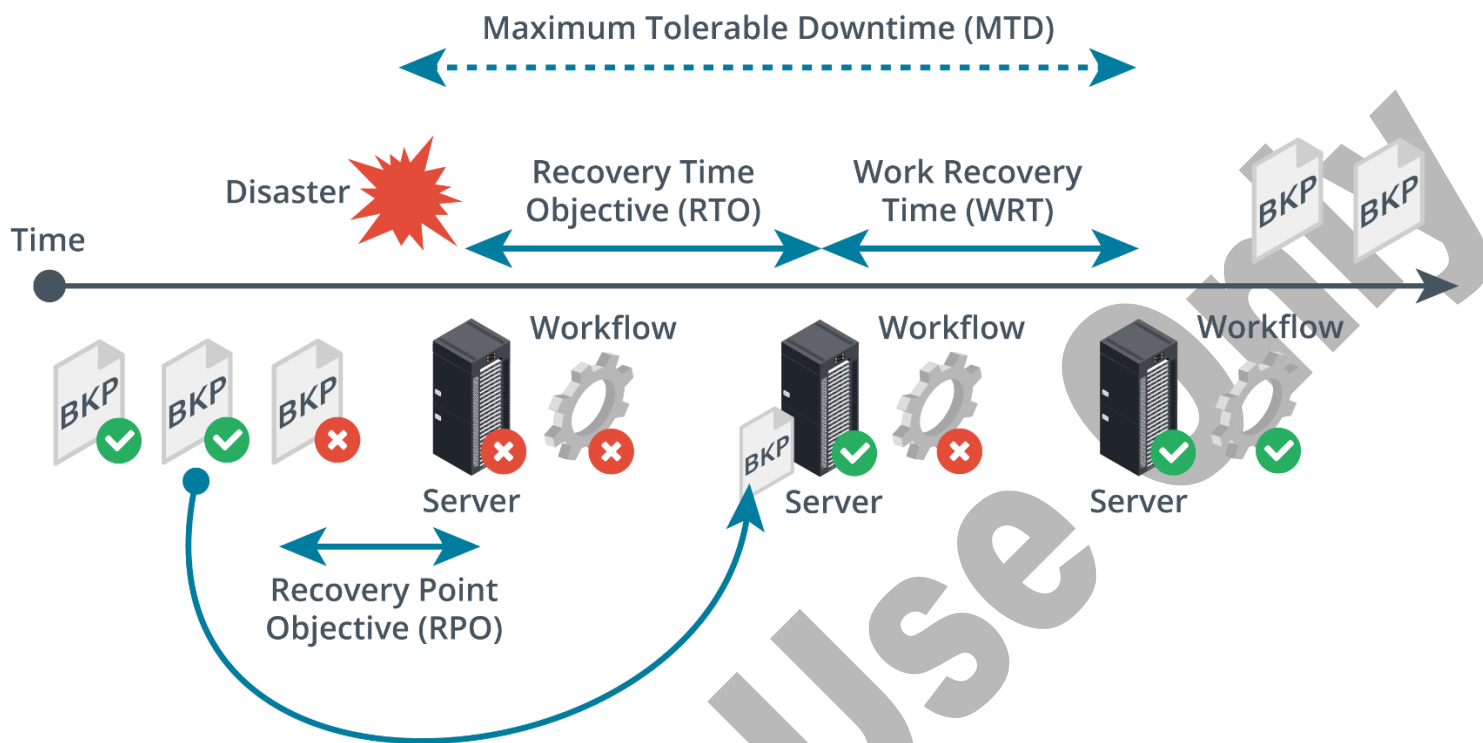 Maximum Tolerable Downtime (MTD)
Disaster
Recovery Time
Objective (RTO)
Work Recovery
Time (WRT)
BKP
BKP
Time
Workflow
Workflow
Workflow
BKP
BKP
BKP
BKP
Server
Server
Server
Recovery Point
Objective (RPO)
Use Only